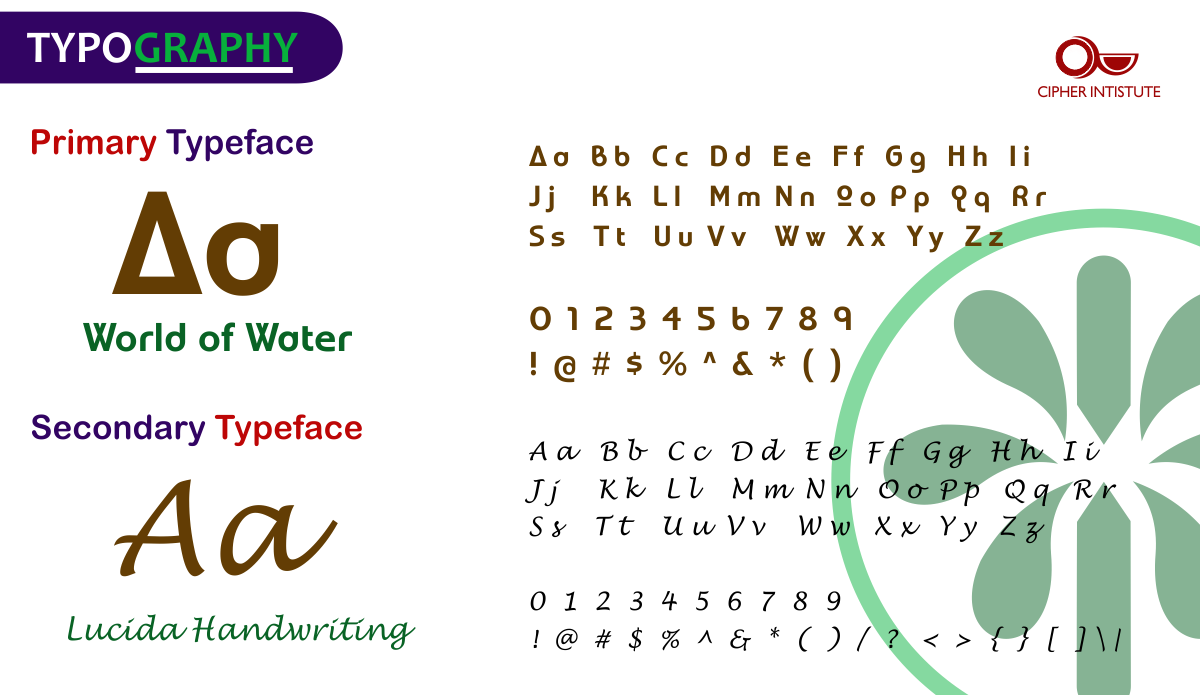 TYPOGRAPHY
CIPHER INTISTUTE
Primary Typeface
Δσ
World of Water
Δσ Bb Cc Dd Ee Ff Gg Hh Ii
Jj Kk Ll Mm Nn Oo Pp Qq Rr
Ss Tt Uu Vv Ww Xx Yy Zz
0 1 2 3 4 5 6 7 8 9
! @ # $ % ^ & * ( )
Secondary Typeface
Aa
Lucida Handwriting
Aa Bb Cc Dd Ee Ff Gg Hh Ii
Jj Kk Ll Mm Nn Oo Pp Qq Rr
Ss Tt Uu Vv Ww Xx Yy Zz
0 1 2 3 4 5 6 7 8 9
! @ # $ % ^ & * ( ) / ? < > { } [ ] \ |